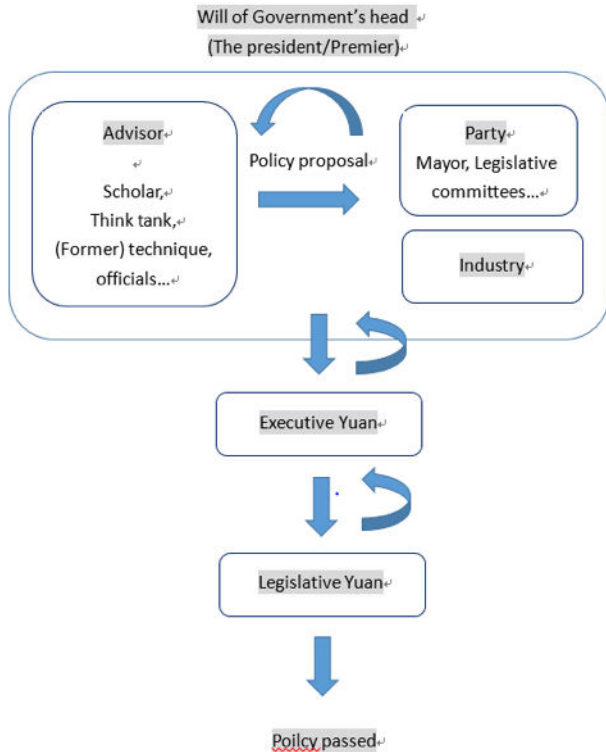 Will of Government’s head
(The president/Premier)
Advisor
Scholar,
Think tank,
(Former) technique,
officials...
Policy proposal
Party
Mayor, Legislative
committees...
Industry
Executive Yuan
Legislative Yuan
Poilcy passed